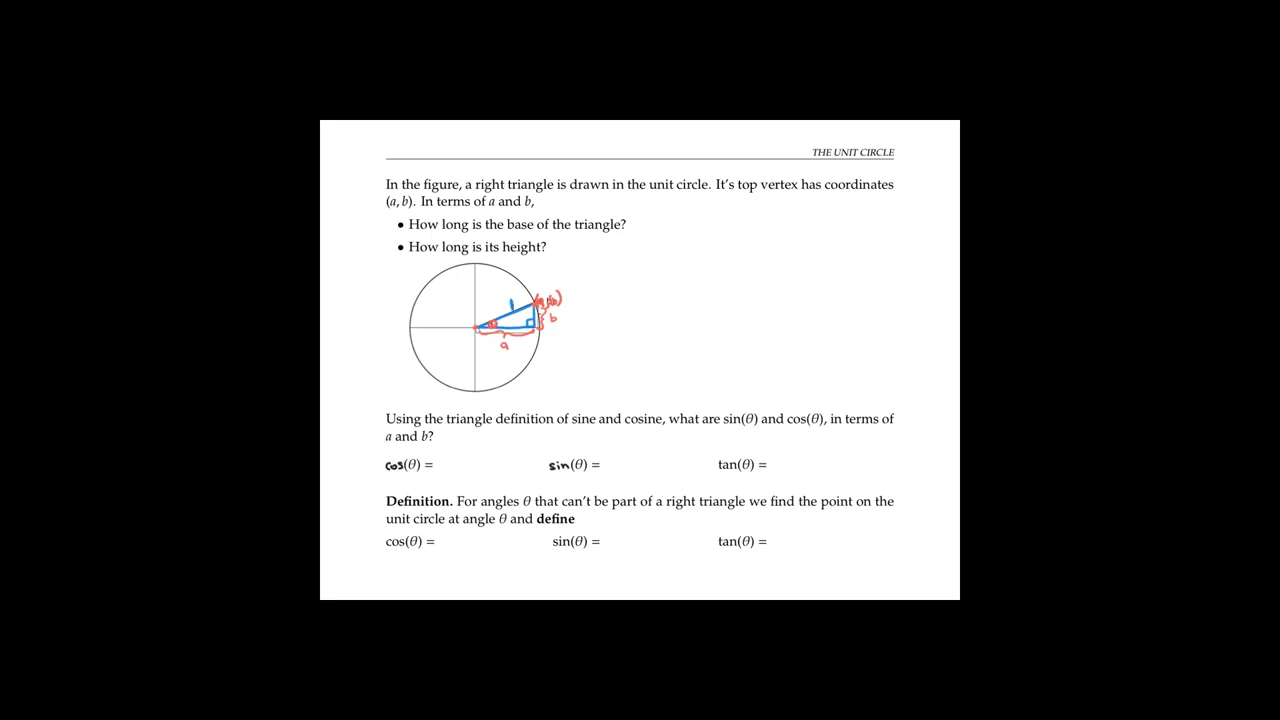 THE UNIT CIRCLE
In the figure, a right triangle is drawn in the unit circle. It's top vertex has coordinates
(a, b). In terms of a and b,
• How long is the base of the triangle?
• How long is its height?
1
b
a
Using the triangle definition of sine and cosine, what are sin(θ) and cos(θ), in terms of
a and b?
cos(θ) = sin(θ) = tan(θ) =
Definition. For angles θ that can't be part of a right triangle we find the point on the
unit circle at angle θ and define
cos(θ) = sin(θ) = tan(θ) =